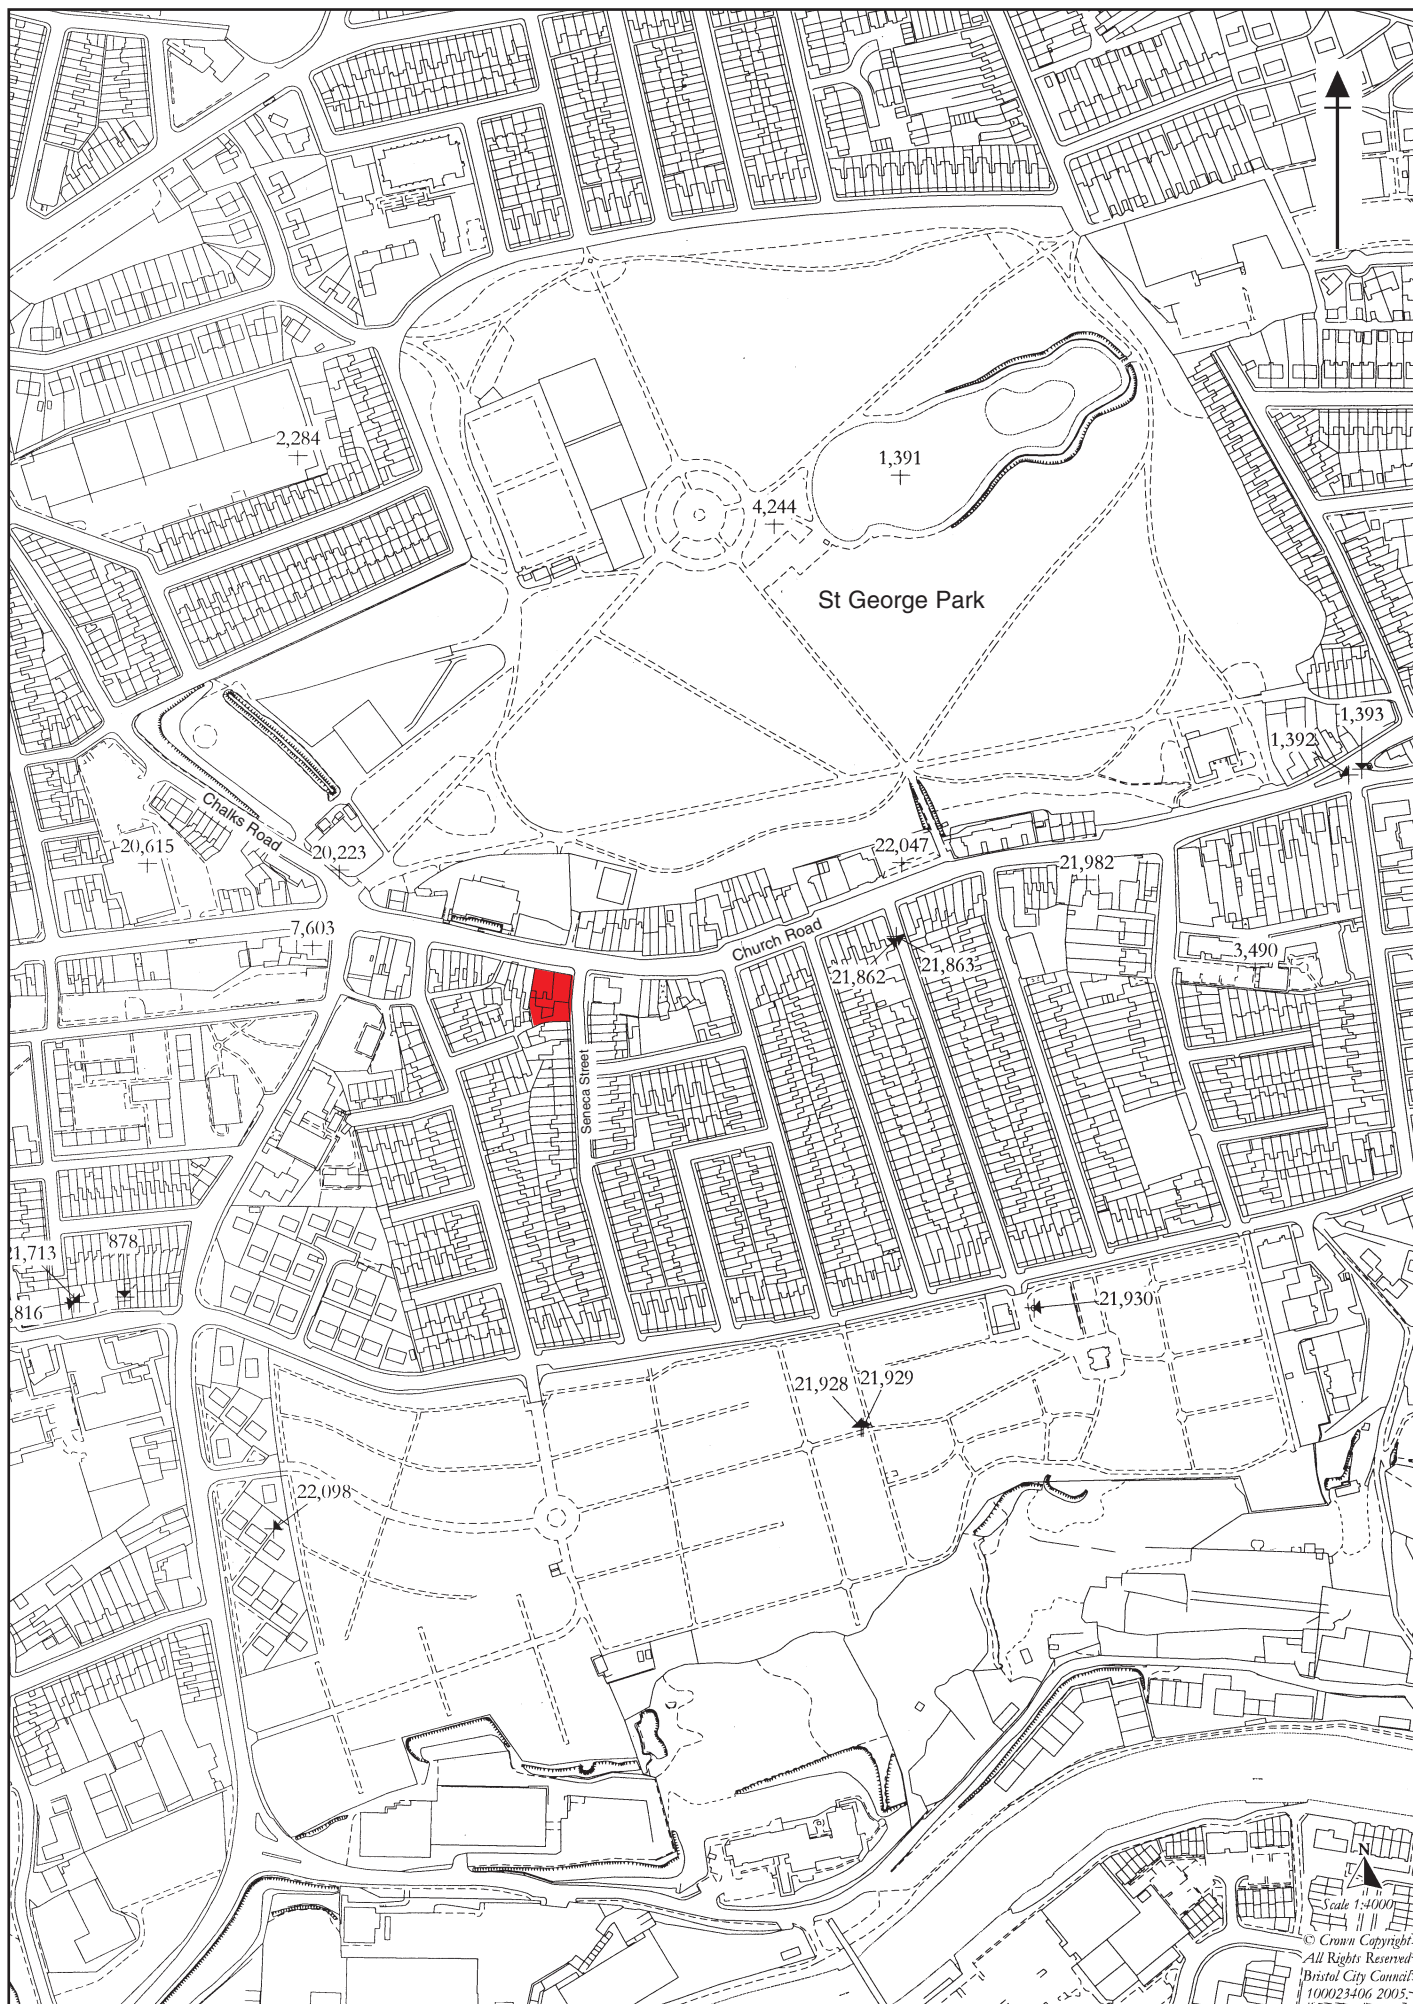 2,284
1,391
4,244
St George Park
1,393
1,392
Chalks Road
20,615
20,223
22,047
21,982
7,603
Church Road
21,862
21,863
3,490
Seneca Street
21,713
878
,816
21,930
21,928
21,929
22,098
N
Scale 1:4000
© Crown Copyright
All Rights Reserved
Bristol City Council
100023406 2005.